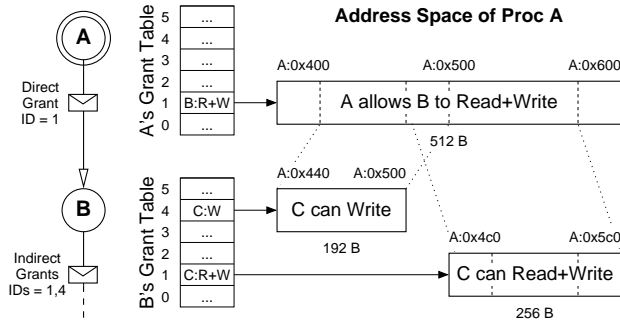 Address Space of Proc A
A
Direct
Grant
ID = 1
B
Indirect
Grants
IDs = 1,4
A's Grant Table
5 ...
4 ...
3 ...
2 ...
1 B:R+W
0 ...
A:0x400 A:0x500 A:0x600
A allows B to Read+Write
512 B
B's Grant Table
5 ...
4 C:W
3 ...
2 ...
1 C:R+W
0 ...
A:0x440 A:0x500
C can Write
192 B
A:0x4c0 A:0x5c0
C can Read+Write
256 B